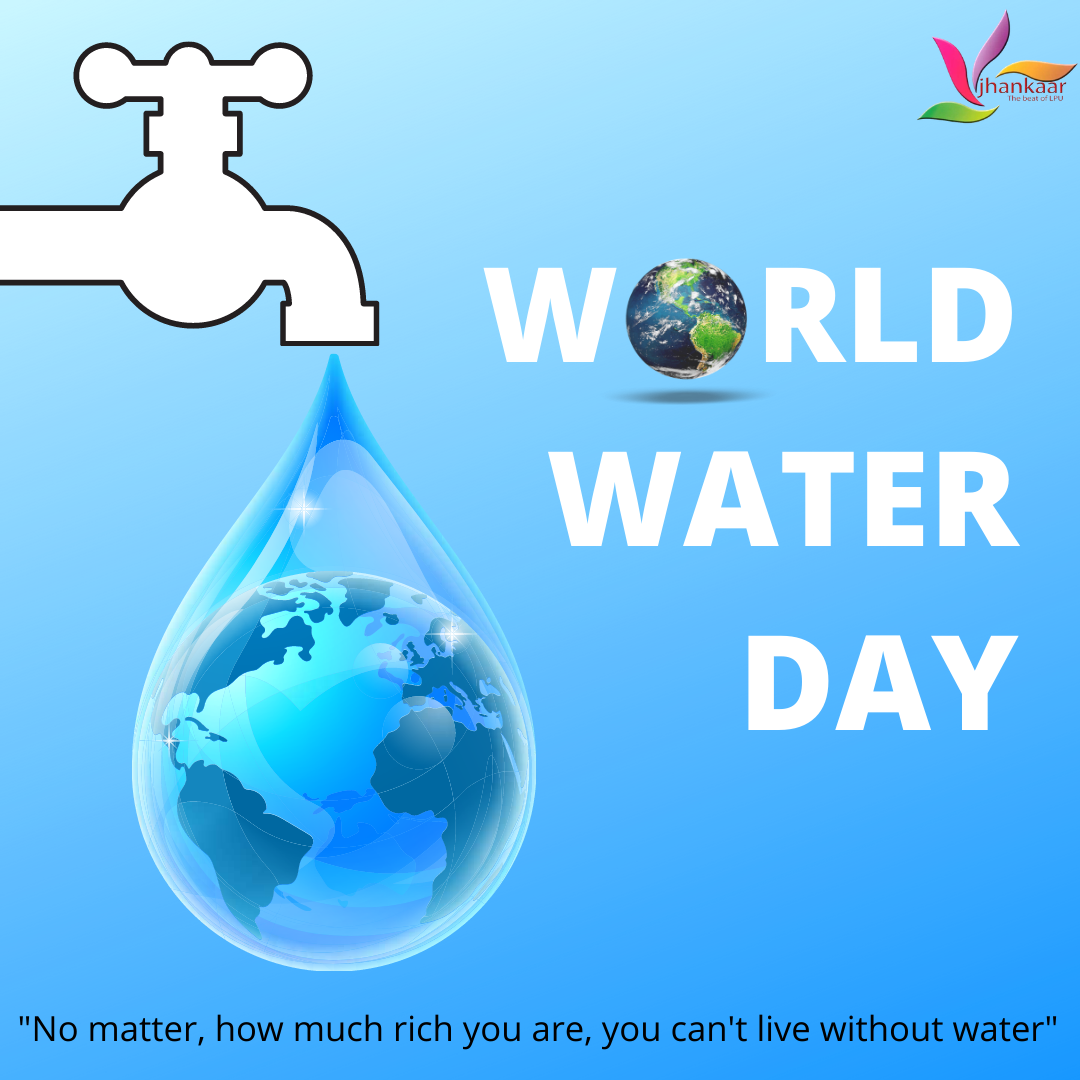 jhankaar
The beat of LPU
WORLD
WATER
DAY
"No matter, how much rich you are, you can't live without water"